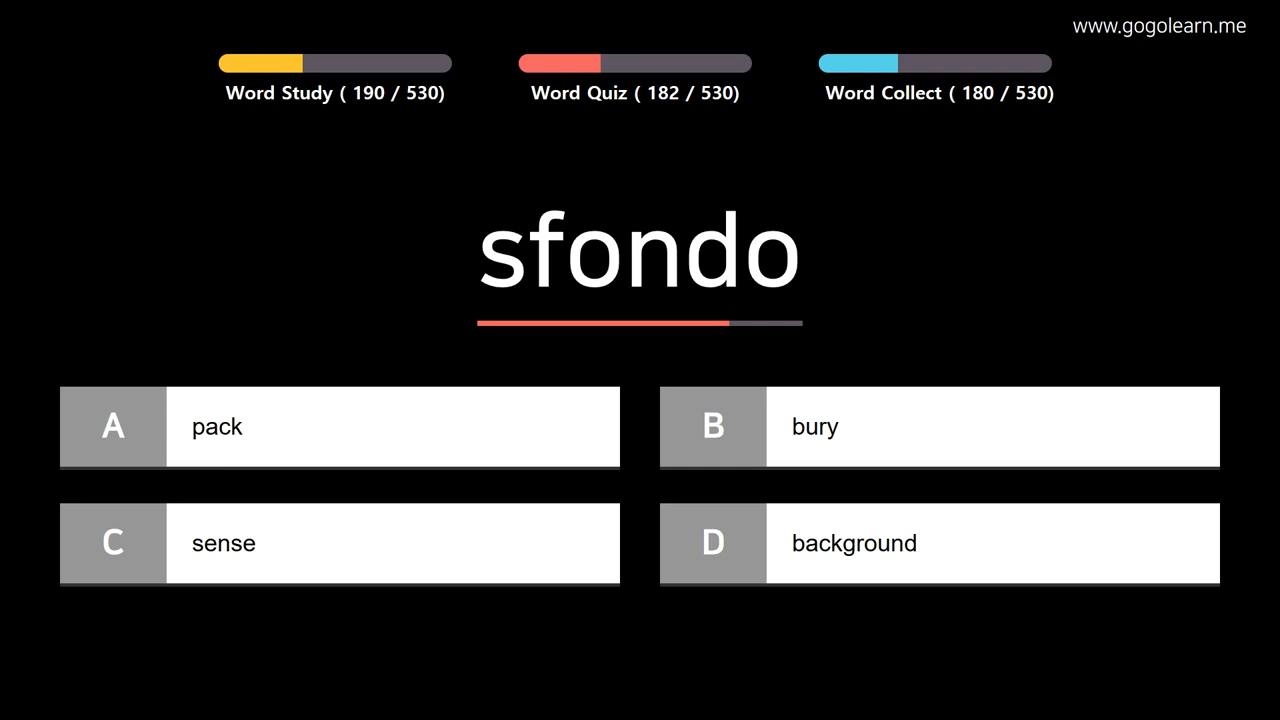 www.gogolearn.me
Word Study ( 190 / 530)
Word Quiz ( 182 / 530)
Word Collect ( 180 / 530)
sfondo
A pack
B bury
C sense
D background